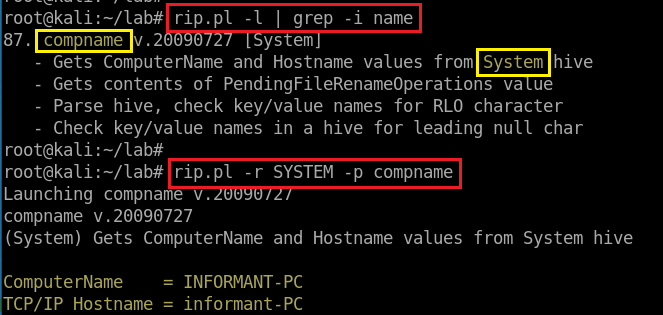 root@kali:~/lab#
root@kali:~/lab# rip.pl -l | grep -i name
87. compname v.20090727 [System]
- Gets ComputerName and Hostname values from System hive
- Gets contents of PendingFileRenameOperations value
- Parse hive, check key/value names for RLO character
- Check key/value names in a hive for leading null char
root@kali:~/lab#
root@kali:~/lab# rip.pl -r SYSTEM -p compname
Launching compname v.20090727
compname v.20090727
(System) Gets ComputerName and Hostname values from System hive
ComputerName    = INFORMANT-PC
TCP/IP Hostname = informant-PC